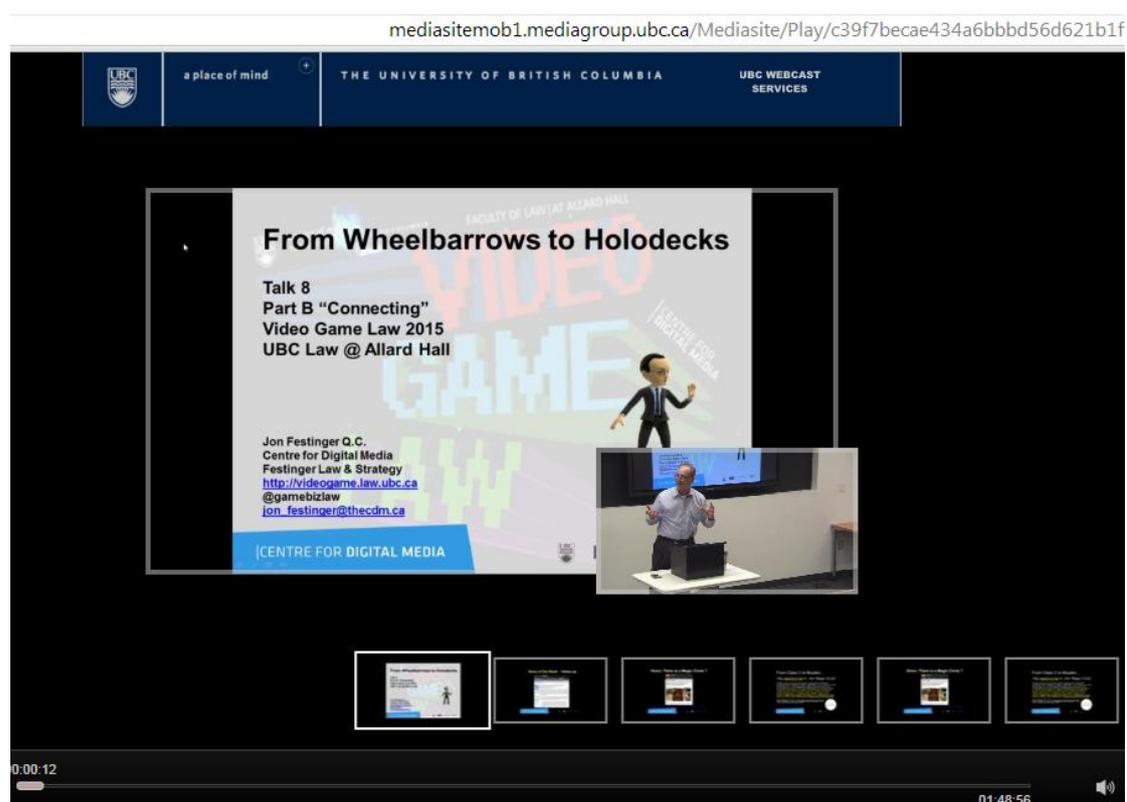 mediasitemob1.mediagroup.ubc.ca/Mediasite/Play/c39f7becae434a6bbbd56d621b1f
UBC
a place of mind
THE UNIVERSITY OF BRITISH COLUMBIA
UBC WEBCAST
SERVICES
FACULTY OF LAW | AT ALLARD HALL
VIDEO
GAME
LAW
|CENTRE FOR
DIGITAL MEDIA
From Wheelbarrows to Holodecks
Talk 8
Part B “Connecting”
Video Game Law 2015
UBC Law @ Allard Hall
Jon Festinger Q.C.
Centre for Digital Media
Festinger Law & Strategy
http://videogame.law.ubc.ca
@gamebizlaw
jon_festinger@thecdm.ca
|CENTRE FOR DIGITAL MEDIA
From Wheelbarrows to Holodecks
0:00:12
01:48:56